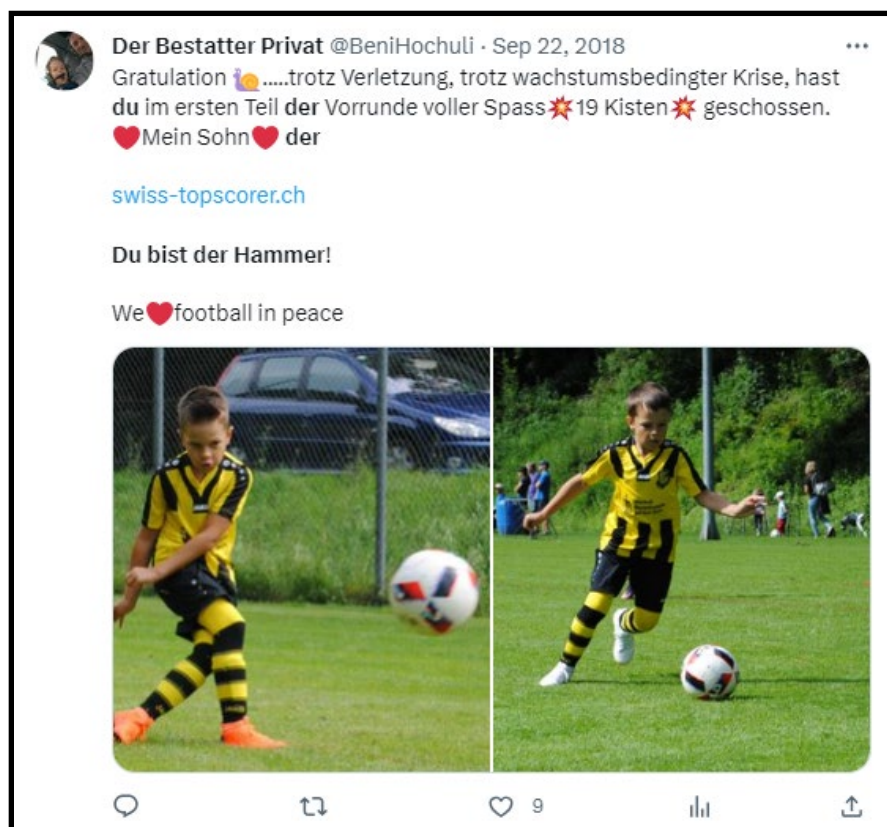 Der Bestatter Privat @BeniHochuli · Sep 22, 2018
Gratulation 🐌.....trotz Verletzung, trotz wachstumsbedingter Krise, hast
du im ersten Teil der Vorrunde voller Spass💥19 Kisten💥 geschossen.
❤️Mein Sohn❤️ der
swiss-topscorer.ch
Du bist der Hammer!
We❤️football in peace
9